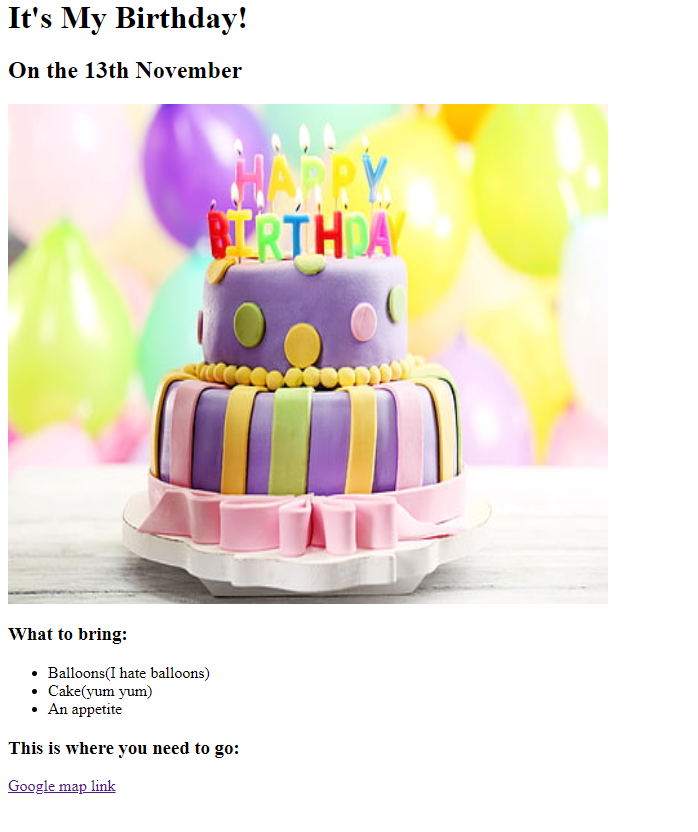 It's My Birthday!
On the 13th November
HAPPY
BIRTHDAY
What to bring:
Balloons(I hate balloons)
Cake(yum yum)
An appetite
This is where you need to go:
Google map link